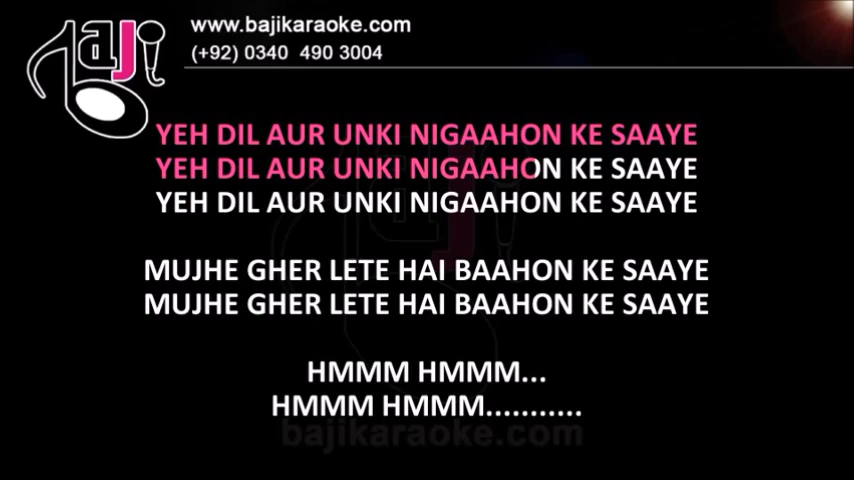 www.bajikaraoke.com
(+92) 0340 490 3004
baji
YEH DIL AUR UNKI NIGAAHON KE SAAYE
YEH DIL AUR UNKI NIGAAHON KE SAAYE
YEH DIL AUR UNKI NIGAAHON KE SAAYE
MUJHE GHER LETE HAI BAAHON KE SAAYE
MUJHE GHER LETE HAI BAAHON KE SAAYE
HMMM HMMM...
HMMM HMMM...........
bajikaraoke.com